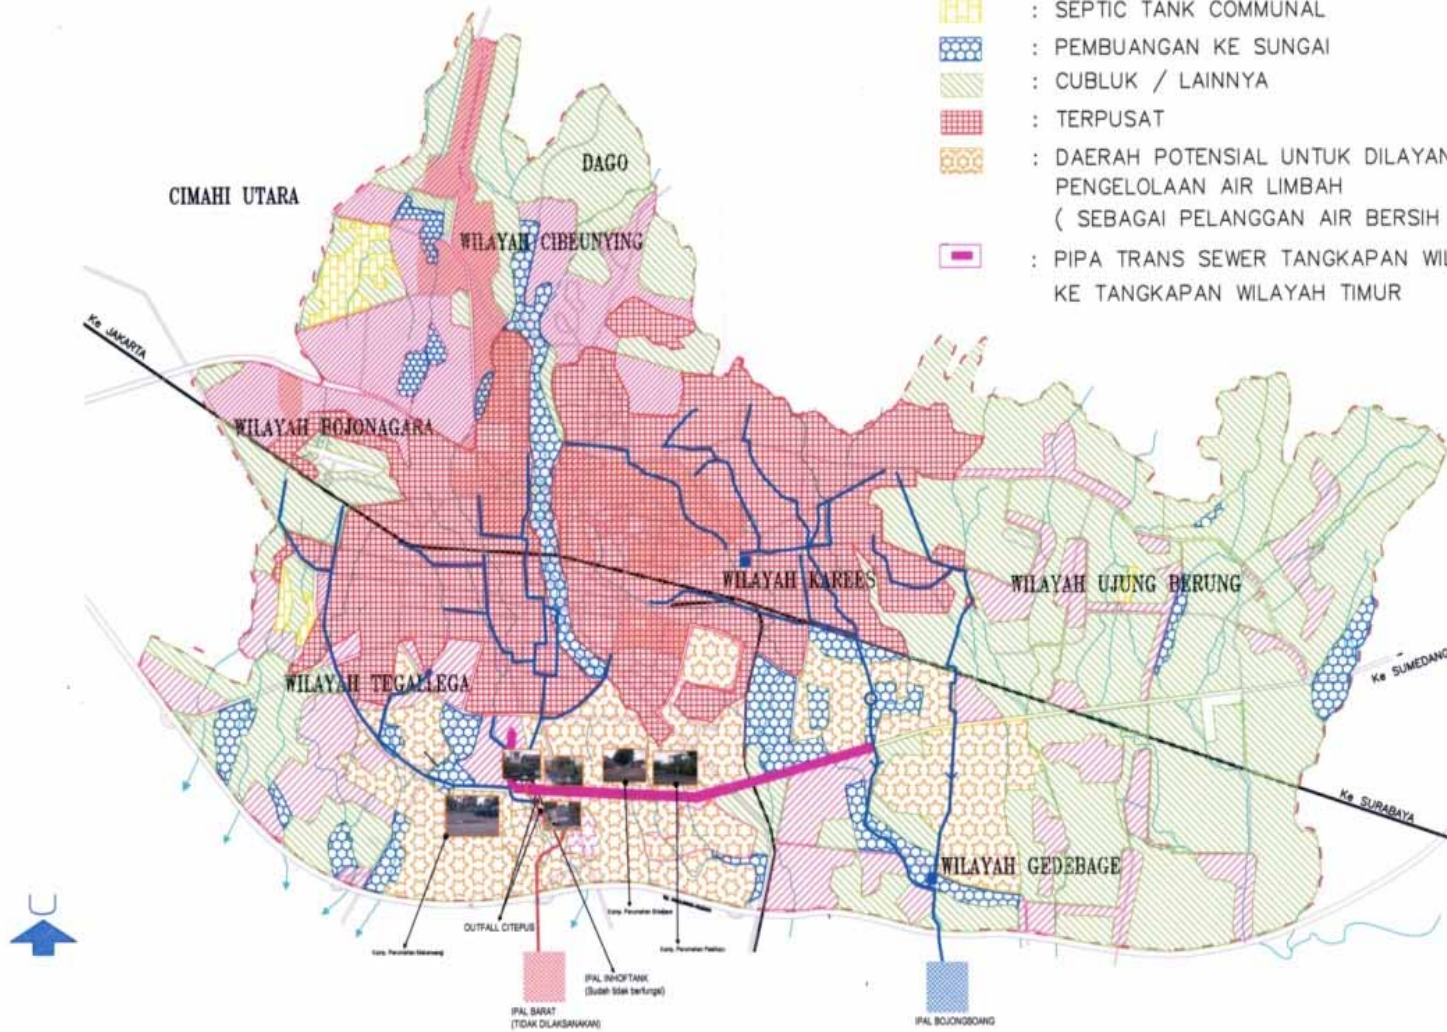 : SEPTIC TANK COMMUNAL
: PEMBUANGAN KE SUNGAI
: CUBLUK / LAINNYA
: TERPUSAT
: DAERAH POTENSIAL UNTUK DILAYAN
PENGELOLAAN AIR LIMBAH
( SEBAGAI PELANGGAN AIR BERSIH
: PIPA TRANS SEWER TANGKAPAN WIL
KE TANGKAPAN WILAYAH TIMUR
DAGO
CIMAHI UTARA
WILAYAH CIBEUNYING
Ke JAKARTA
WILAYAH BOJONAGARA
WILAYAH KAREES
WILAYAH UJUNG BERUNG
WILAYAH TEGALLEGA
Ke SUMEDANG
Ke SURABAYA
WILAYAH GEDEBAGE
U
OUTFALL CITEPUS
IPAL INHOFTANK
(Sudah tidak berfungsi)
IPAL BARAT
(TIDAK DILAKSANAKAN)
IPAL BOJONGSOANG